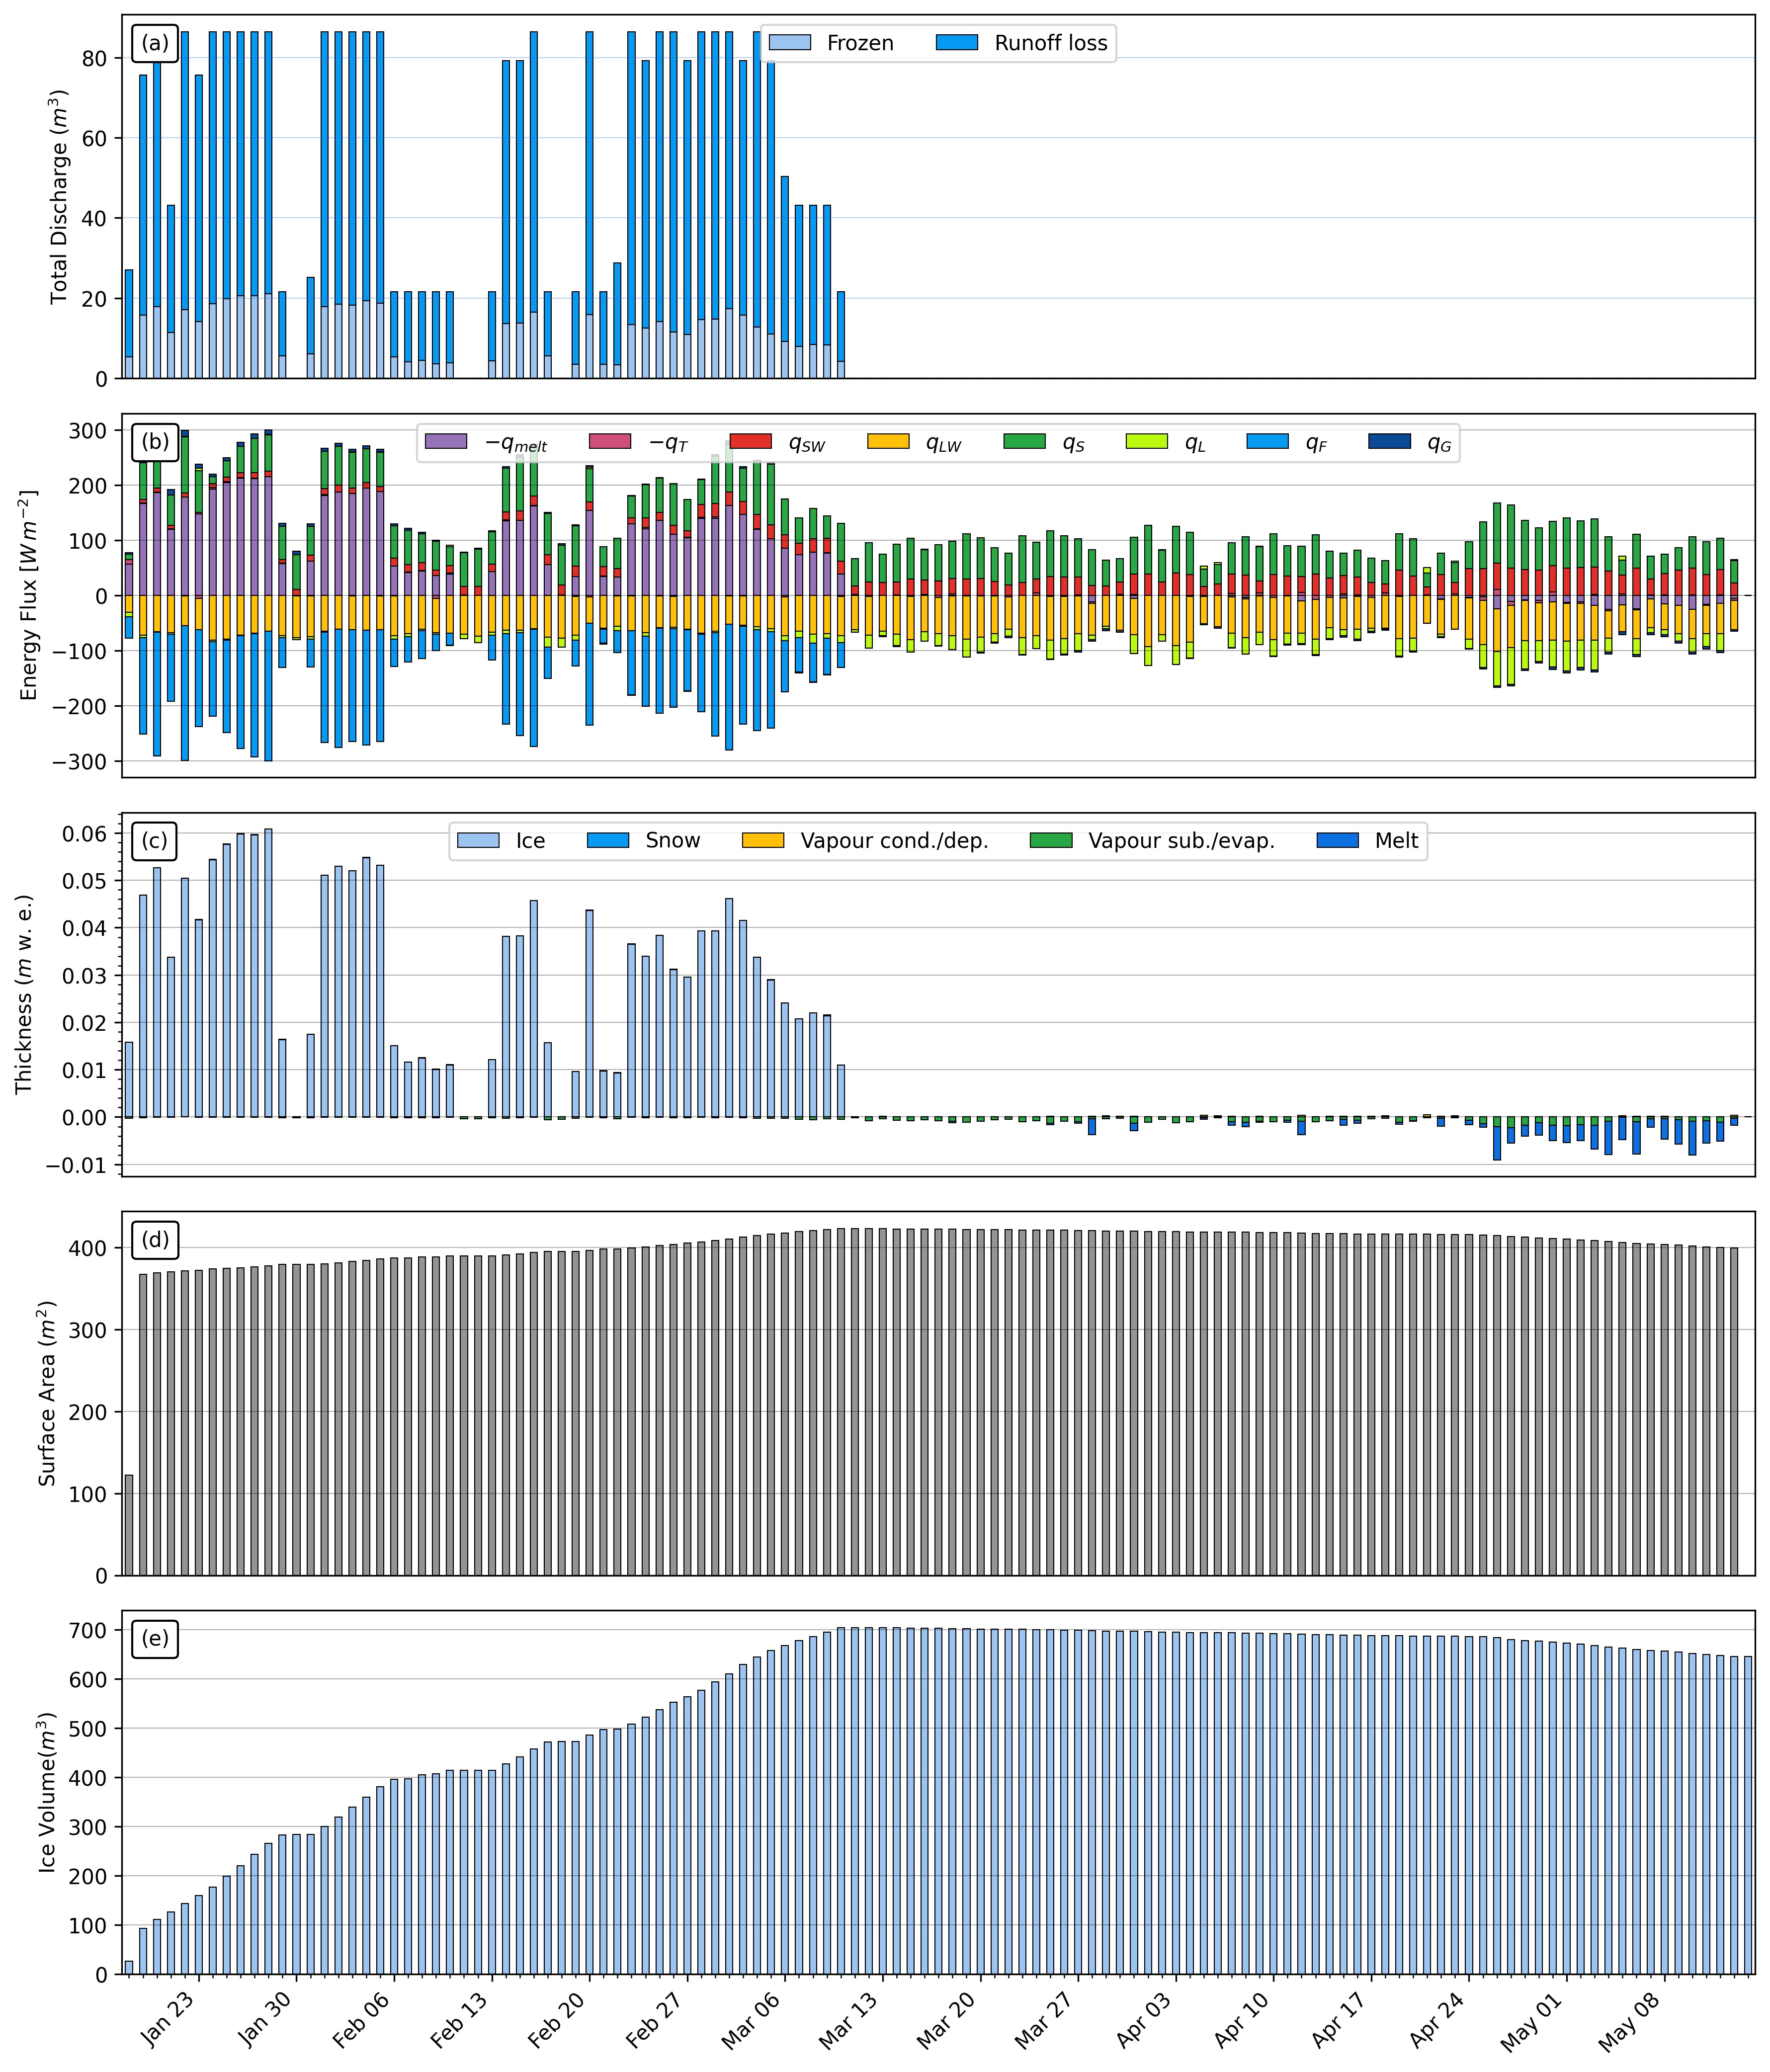 (a)
Frozen Runoff loss
Total Discharge (m³)
80
60
40
20
0
(b)
−q_melt −q_T q_SW q_LW q_S q_L q_F q_G
Energy Flux [W m⁻²]
300
200
100
0
−100
−200
−300
(c)
Ice Snow Vapour cond./dep. Vapour sub./evap. Melt
Thickness (m w. e.)
0.06
0.05
0.04
0.03
0.02
0.01
0.00
−0.01
(d)
Surface Area (m²)
400
300
200
100
0
(e)
Ice Volume(m³)
700
600
500
400
300
200
100
0
Jan 23 Jan 30 Feb 06 Feb 13 Feb 20 Feb 27 Mar 06 Mar 13 Mar 20 Mar 27 Apr 03 Apr 10 Apr 17 Apr 24 May 01 May 08